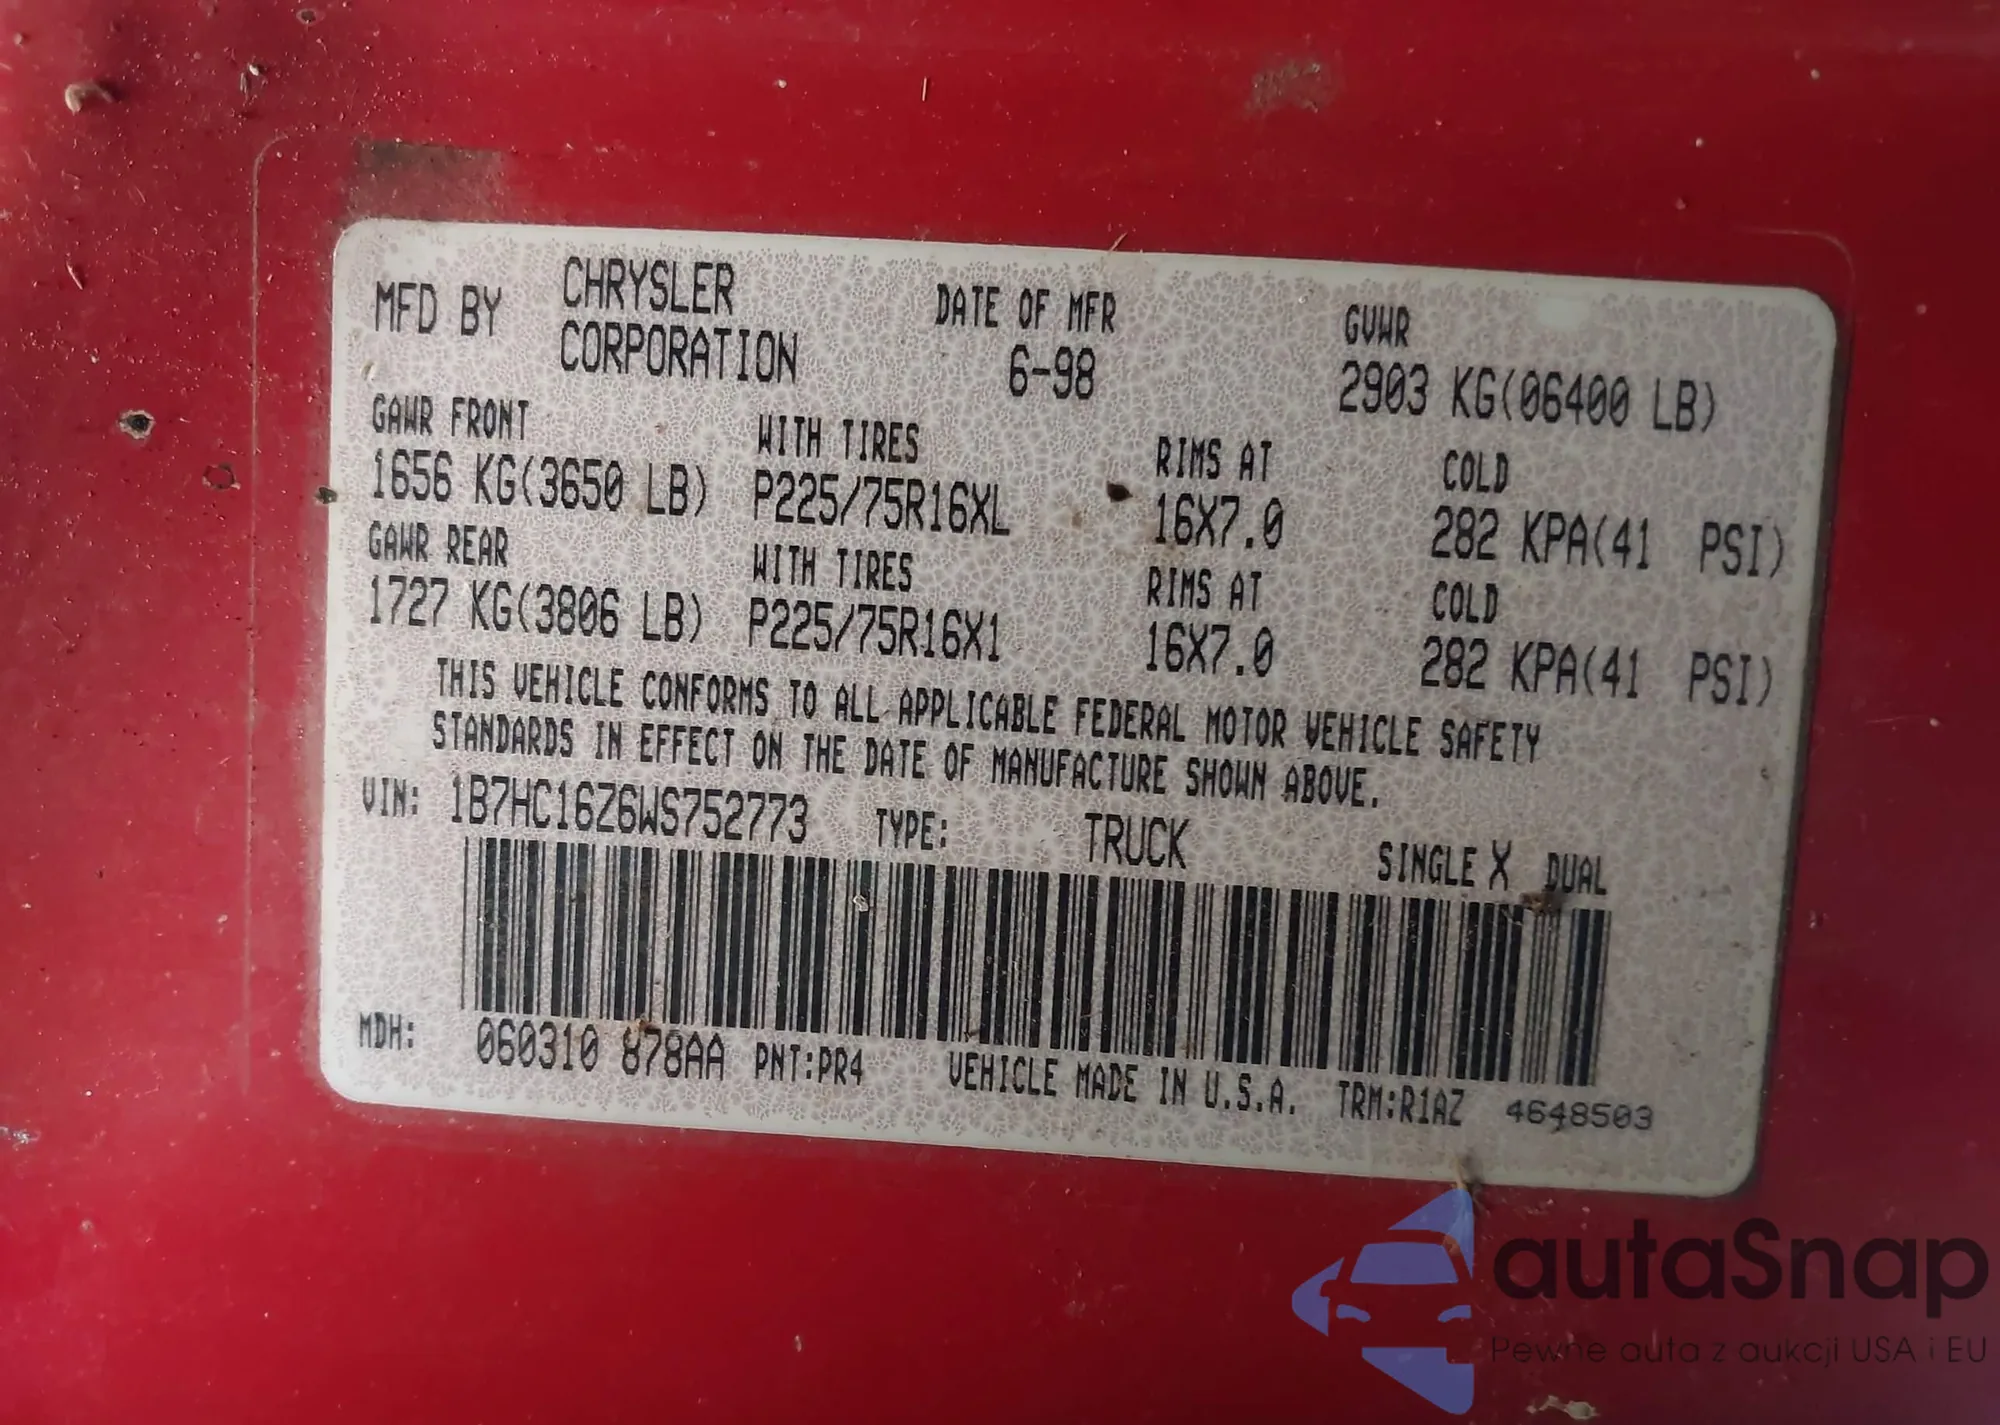 MFD BY CHRYSLER CORPORATION DATE OF MFR 6-98 GVWR 2903 KG(06400 LB)
GAWR FRONT WITH TIRES RIMS AT COLD
1656 KG(3650 LB) P225/75R16XL 16X7.0 282 KPA(41 PSI)
GAWR REAR WITH TIRES RIMS AT COLD
1727 KG(3806 LB) P225/75R16X1 16X7.0 282 KPA(41 PSI)
THIS VEHICLE CONFORMS TO ALL APPLICABLE FEDERAL MOTOR VEHICLE SAFETY
STANDARDS IN EFFECT ON THE DATE OF MANUFACTURE SHOWN ABOVE.
VIN: 1B7HC16Z6WS752773 TYPE: TRUCK SINGLE X DUAL
MDH: 060310 878AA PNT:PR4 VEHICLE MADE IN U.S.A. TRM:R1AZ 4648503
autaSnap
Pewne auta z aukcji USA i EU